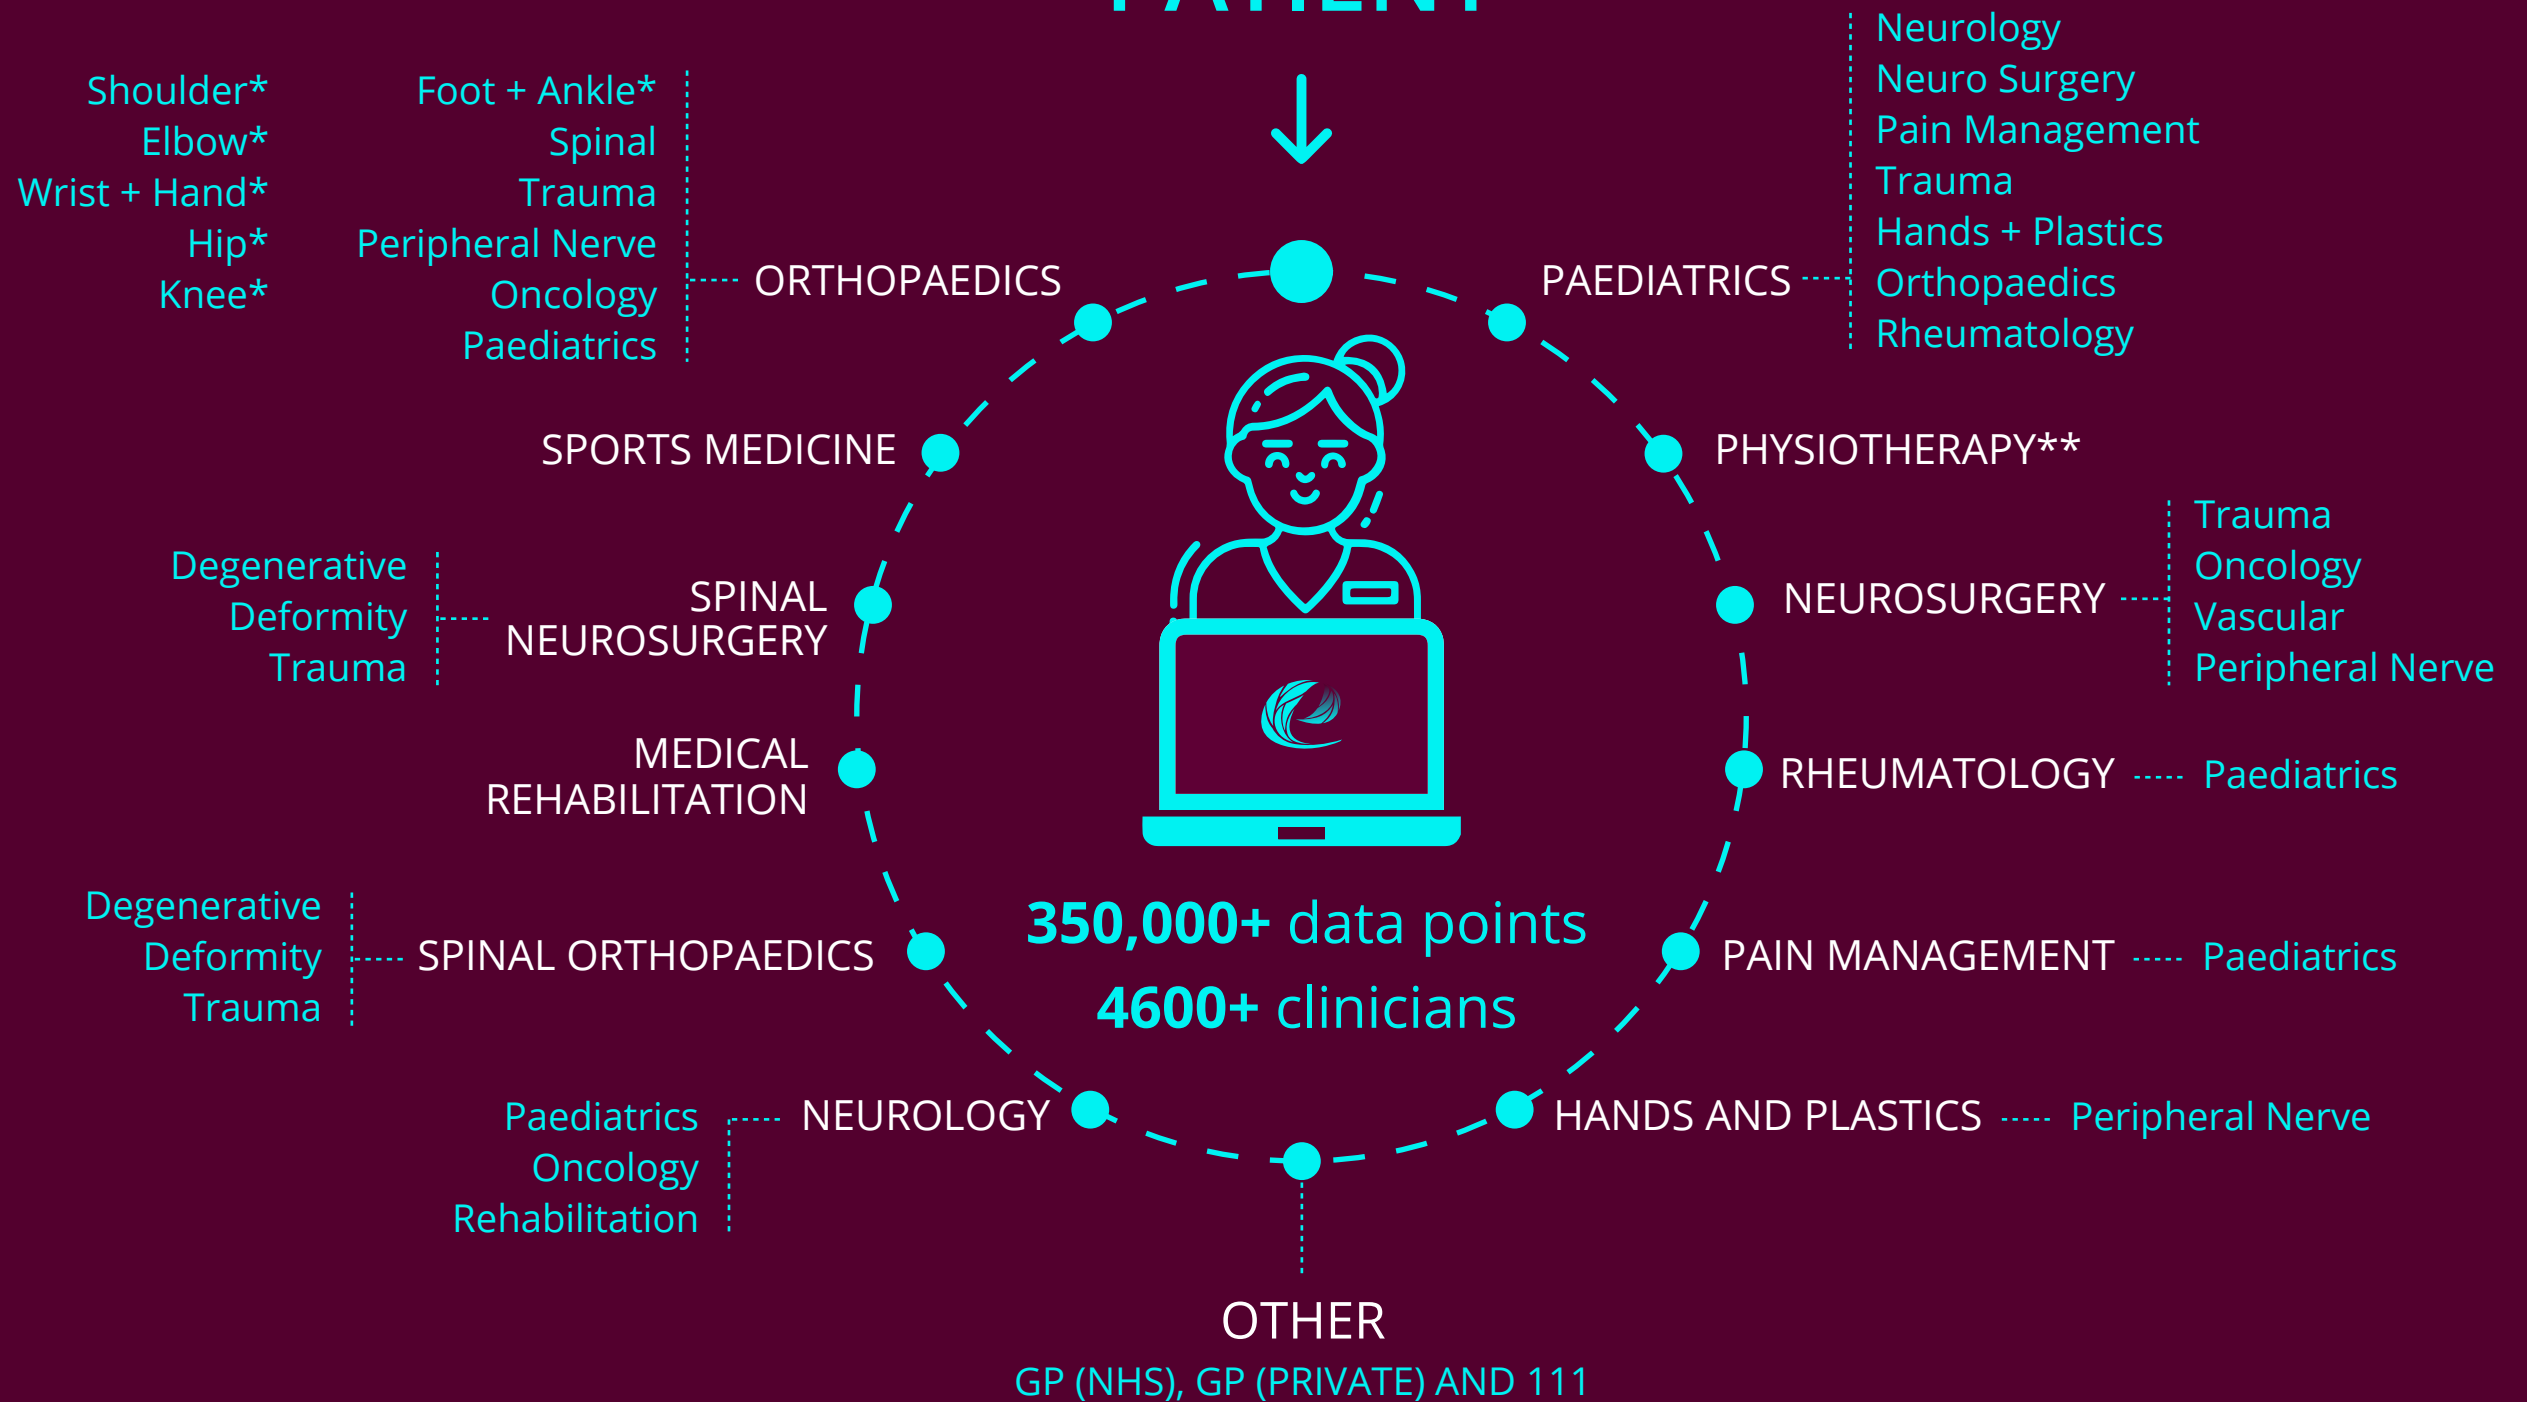 PATIENT
Shoulder*
Elbow*
Wrist + Hand*
Hip*
Knee*
Foot + Ankle*
Spinal
Trauma
Peripheral Nerve
Oncology
Paediatrics
ORTHOPAEDICS
PAEDIATRICS
Neurology
Neuro Surgery
Pain Management
Trauma
Hands + Plastics
Orthopaedics
Rheumatology
SPORTS MEDICINE
PHYSIOTHERAPY**
Degenerative
Deformity
Trauma
SPINAL
NEUROSURGERY
NEUROSURGERY
Trauma
Oncology
Vascular
Peripheral Nerve
MEDICAL
REHABILITATION
RHEUMATOLOGY
Paediatrics
Degenerative
Deformity
Trauma
SPINAL ORTHOPAEDICS
350,000+ data points
4600+ clinicians
PAIN MANAGEMENT
Paediatrics
Paediatrics
Oncology
Rehabilitation
NEUROLOGY
HANDS AND PLASTICS
Peripheral Nerve
OTHER
GP (NHS), GP (PRIVATE) AND 111